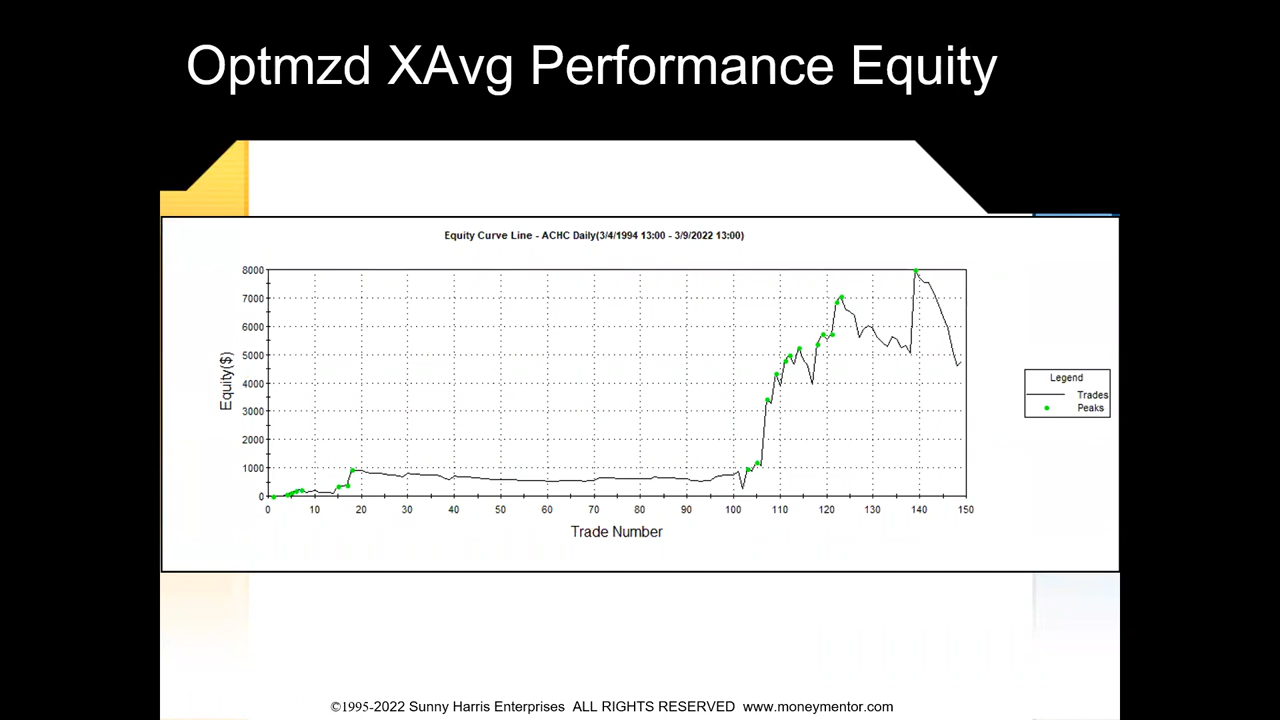 Optmzd XAvg Performance Equity
Equity Curve Line - ACHC Daily(3/4/1994 13:00 - 3/9/2022 13:00)
8000
7000
6000
5000
4000
3000
2000
1000
0
Equity($)
0 10 20 30 40 50 60 70 80 90 100 110 120 130 140 150
Trade Number
Legend
Trades
Peaks
©1995-2022 Sunny Harris Enterprises ALL RIGHTS RESERVED www.moneymentor.com